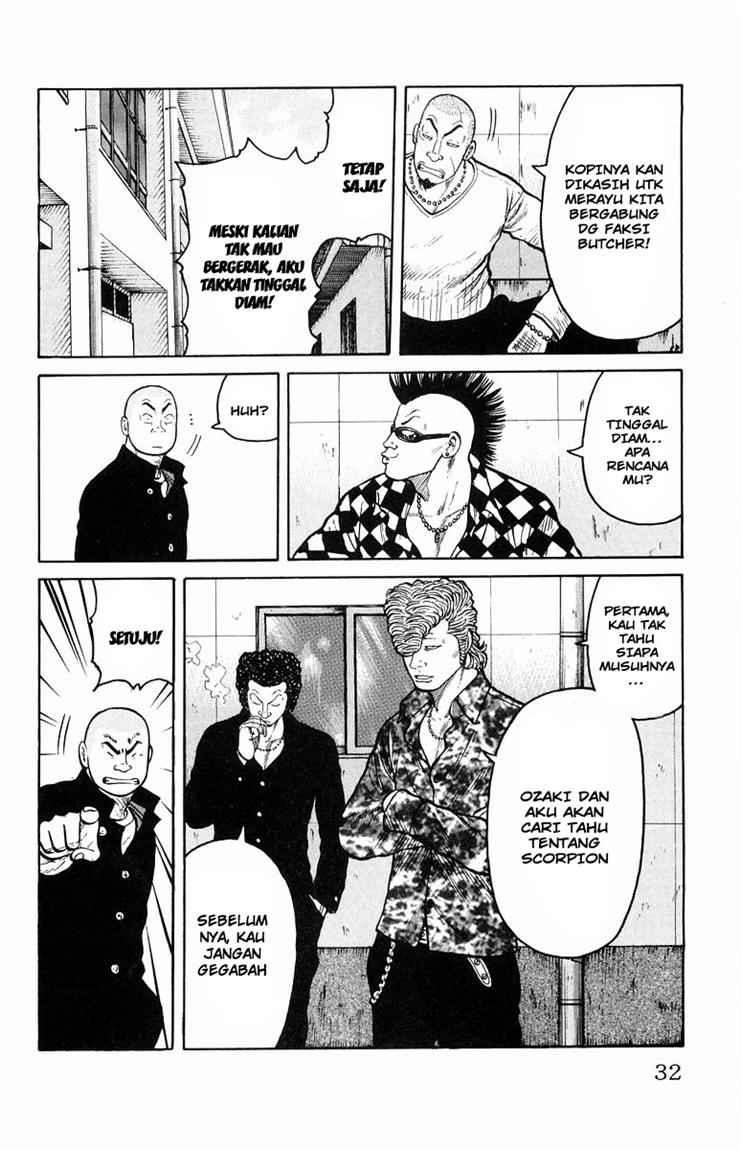 KOPINYA KAN
DIKASIH UTK
MERAYU KITA
BERGABUNG
DG FAKSI
BUTCHER!
TETAP
SAJA!
MESKI KALIAN
TAK MAU
BERGERAK, AKU
TAKKAN TINGGAL
DIAM!
TAK
TINGGAL
DIAM...
APA
RENCANA
MU?
HUH?
PERTAMA,
KAU TAK
TAHU
SIAPA
MUSUHNYA
...
OZAKI DAN
AKU AKAN
CARI TAHU
TENTANG
SCORPION
SEBELUM
NYA, KAU
JANGAN
GEGABAH
SETUJU!
32